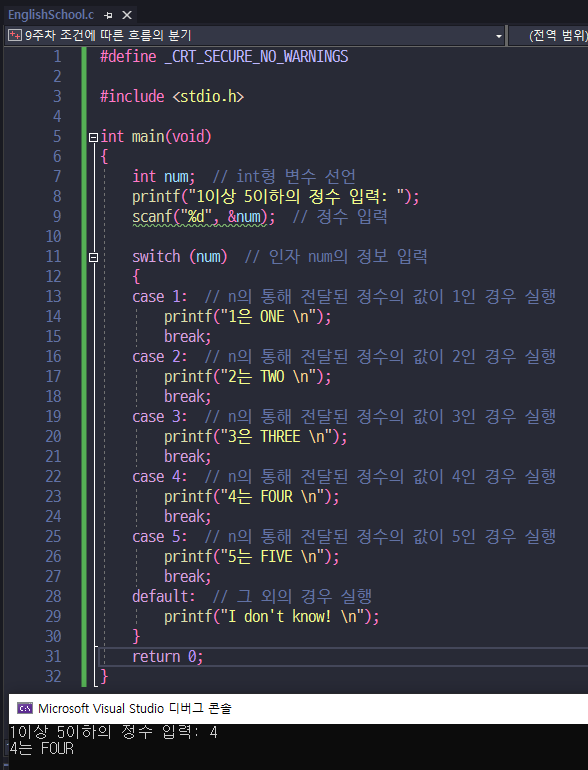 EnglishSchool.c
9주차 조건에 따른 흐름의 분기 (전역 범위)
1 #define _CRT_SECURE_NO_WARNINGS
2
3 #include <stdio.h>
4
5 int main(void)
6 {
7 int num;  // int형 변수 선언
8 printf("1이상 5이하의 정수 입력: ");
9 scanf("%d", &num);  // 정수 입력
10
11 switch (num)  // 인자 num의 정보 입력
12 {
13 case 1:  // n의 통해 전달된 정수의 값이 1인 경우 실행
14 printf("1은 ONE \n");
15 break;
16 case 2:  // n의 통해 전달된 정수의 값이 2인 경우 실행
17 printf("2는 TWO \n");
18 break;
19 case 3:  // n의 통해 전달된 정수의 값이 3인 경우 실행
20 printf("3은 THREE \n");
21 break;
22 case 4:  // n의 통해 전달된 정수의 값이 4인 경우 실행
23 printf("4는 FOUR \n");
24 break;
25 case 5:  // n의 통해 전달된 정수의 값이 5인 경우 실행
26 printf("5는 FIVE \n");
27 break;
28 default:  // 그 외의 경우 실행
29 printf("I don't know! \n");
30 }
31 return 0;
32 }
Microsoft Visual Studio 디버그 콘솔
1이상 5이하의 정수 입력: 4
4는 FOUR